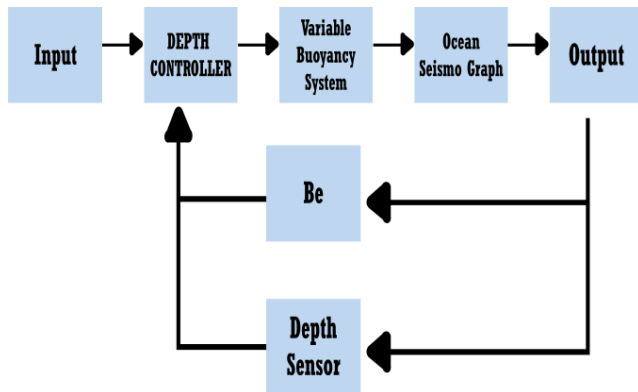 Input
DEPTH
CONTROLLER
Variable
Buoyancy
System
Ocean
Seismo Graph
Output
Be
Depth
Sensor